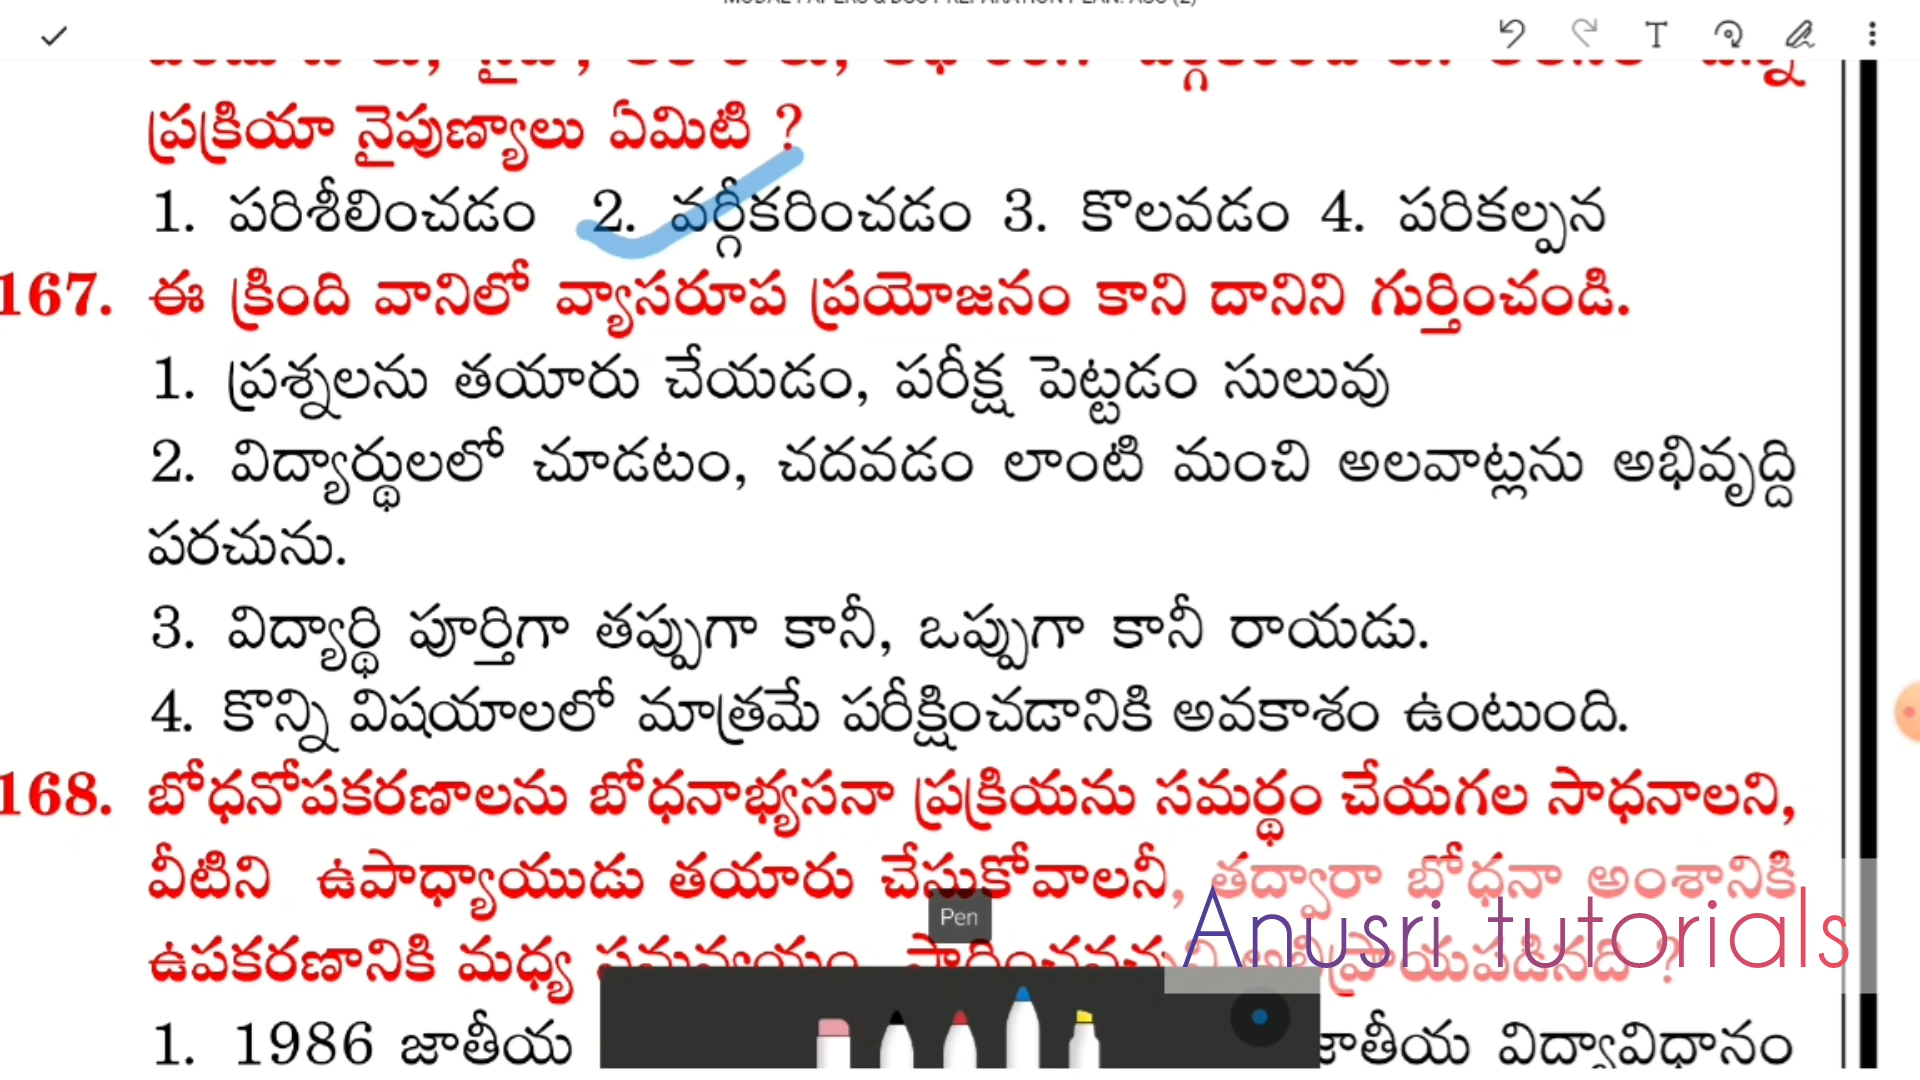 ప్రక్రియా నైపుణ్యాలు ఏమిటి ?
1. పరిశీలించడం 2. వర్గీకరించడం 3. కొలవడం 4. పరికల్పన
167. ఈ క్రింది వానిలో వ్యాసరూప ప్రయోజనం కాని దానిని గుర్తించండి.
1. ప్రశ్నలను తయారు చేయడం, పరీక్ష పెట్టడం సులువు
2. విద్యార్థులలో చూడటం, చదవడం లాంటి మంచి అలవాట్లను అభివృద్ది
పరచును.
3. విద్యార్థి పూర్తిగా తప్పుగా కానీ, ఒప్పుగా కానీ రాయడు.
4. కొన్ని విషయాలలో మాత్రమే పరీక్షించడానికి అవకాశం ఉంటుంది.
168. బోధనోపకరణాలను బోధనాభ్యసనా ప్రక్రియను సమర్థం చేయగల సాధనాలని,
వీటిని ఉపాధ్యాయుడు తయారు చేసుకోవాలనీ, తద్వారా బోధనా అంశానికి
Pen
Anusri tutorials
ఉపకరణానికి మధ్య ?
1. 1986 జాతీయ జాతీయ విద్యావిధానం